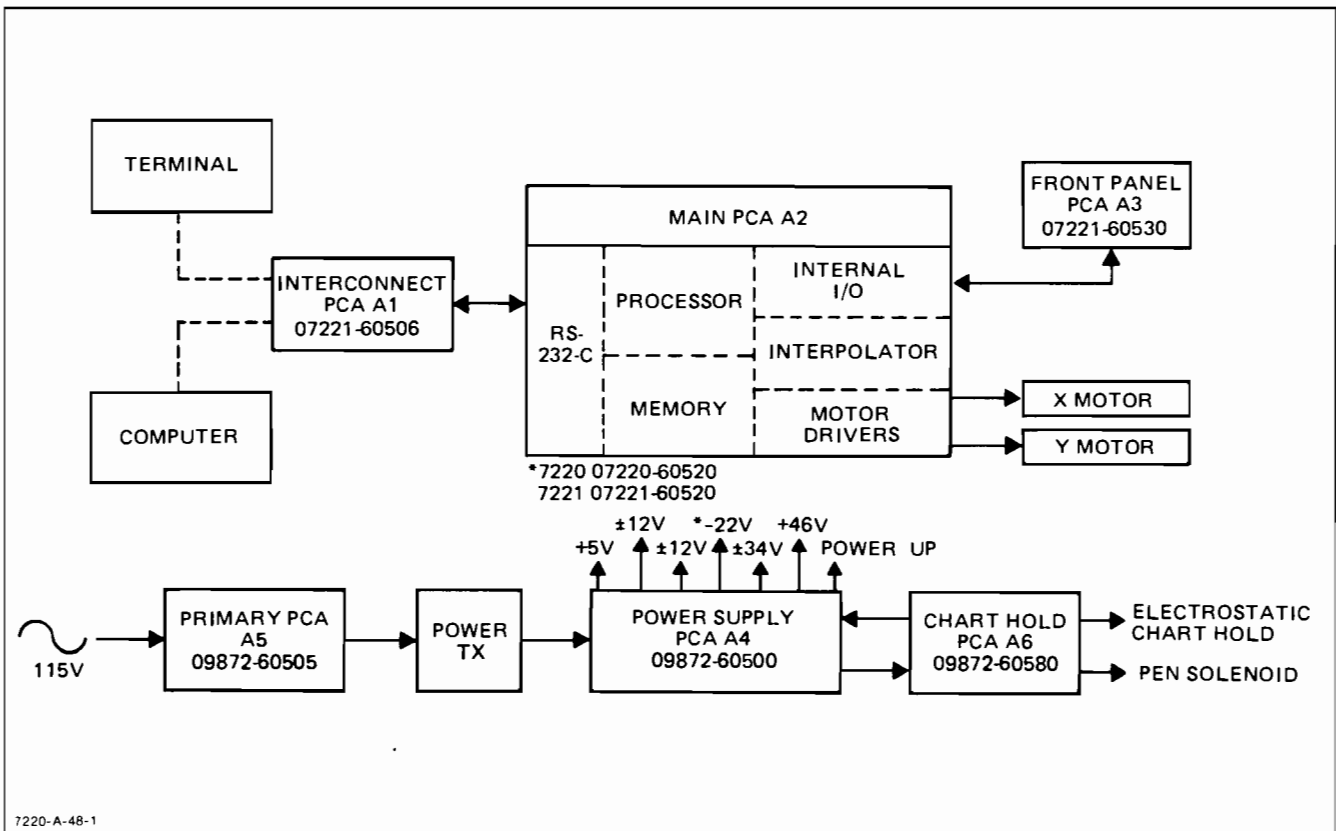 TERMINAL
COMPUTER
INTERCONNECT
PCA A1
07221-60506
MAIN PCA A2
RS-
232-C
PROCESSOR
MEMORY
INTERNAL
I/O
INTERPOLATOR
MOTOR
DRIVERS
FRONT PANEL
PCA A3
07221-60530
X MOTOR
Y MOTOR
*7220 07220-60520
7221 07221-60520
±12V *-22V +46V
+5V ±12V ±34V POWER UP
115V
PRIMARY PCA
A5
09872-60505
POWER
TX
POWER SUPPLY
PCA A4
09872-60500
CHART HOLD
PCA A6
09872-60580
ELECTROSTATIC
CHART HOLD
PEN SOLENOID
7220-A-48-1